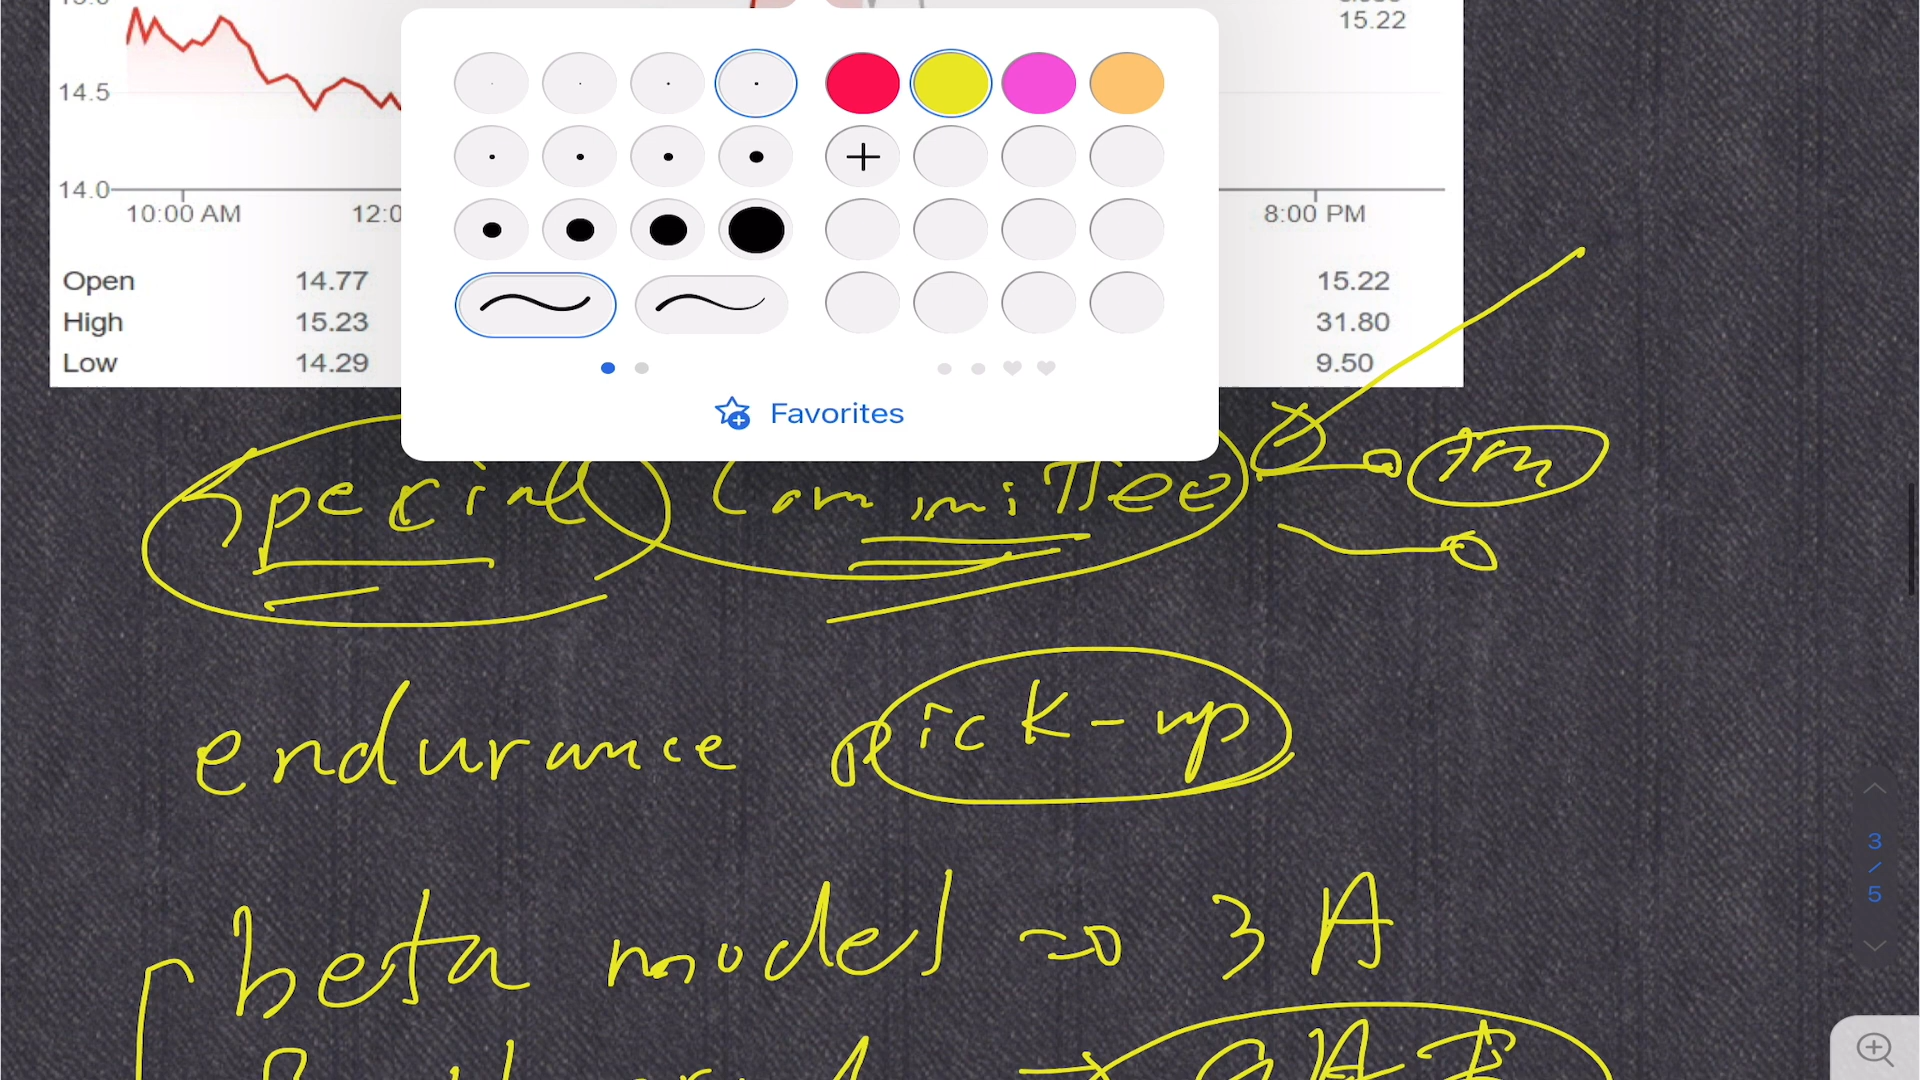 15.22
14.5
14.0
10:00 AM 8:00 PM
Open 14.77 15.22
High 15.23 31.80
Low 14.29 9.50
Favorites
Special Committee
endurance pick-up
beta model => 3 A
3
/
5